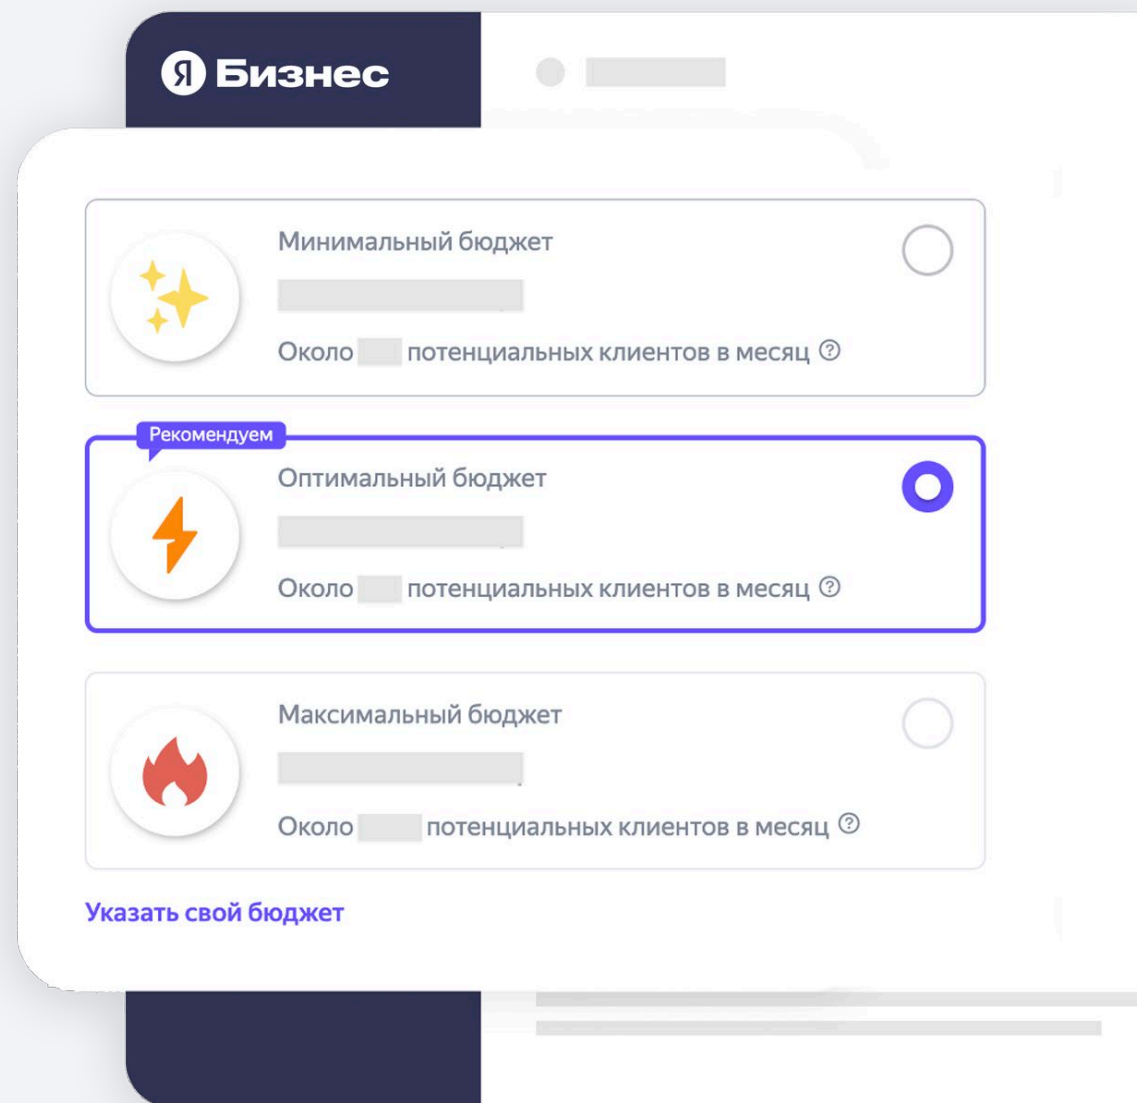 Я Бизнес
Минимальный бюджет
Около потенциальных клиентов в месяц ?
Рекомендуем
Оптимальный бюджет
Около потенциальных клиентов в месяц ?
Максимальный бюджет
Около потенциальных клиентов в месяц ?
Указать свой бюджет